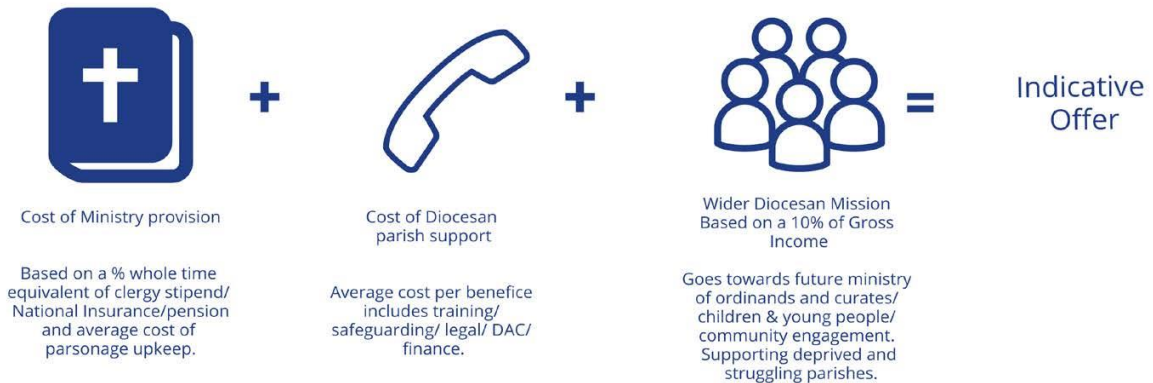 +
+
=
Indicative
Offer
Cost of Ministry provision
Based on a % whole time
equivalent of clergy stipend/
National Insurance/pension
and average cost of
parsonage upkeep.
Cost of Diocesan
parish support
Average cost per benefice
includes training/
safeguarding/ legal/ DAC/
finance.
Wider Diocesan Mission
Based on a 10% of Gross
Income
Goes towards future ministry
of ordinands and curates/
children & young people/
community engagement.
Supporting deprived and
struggling parishes.